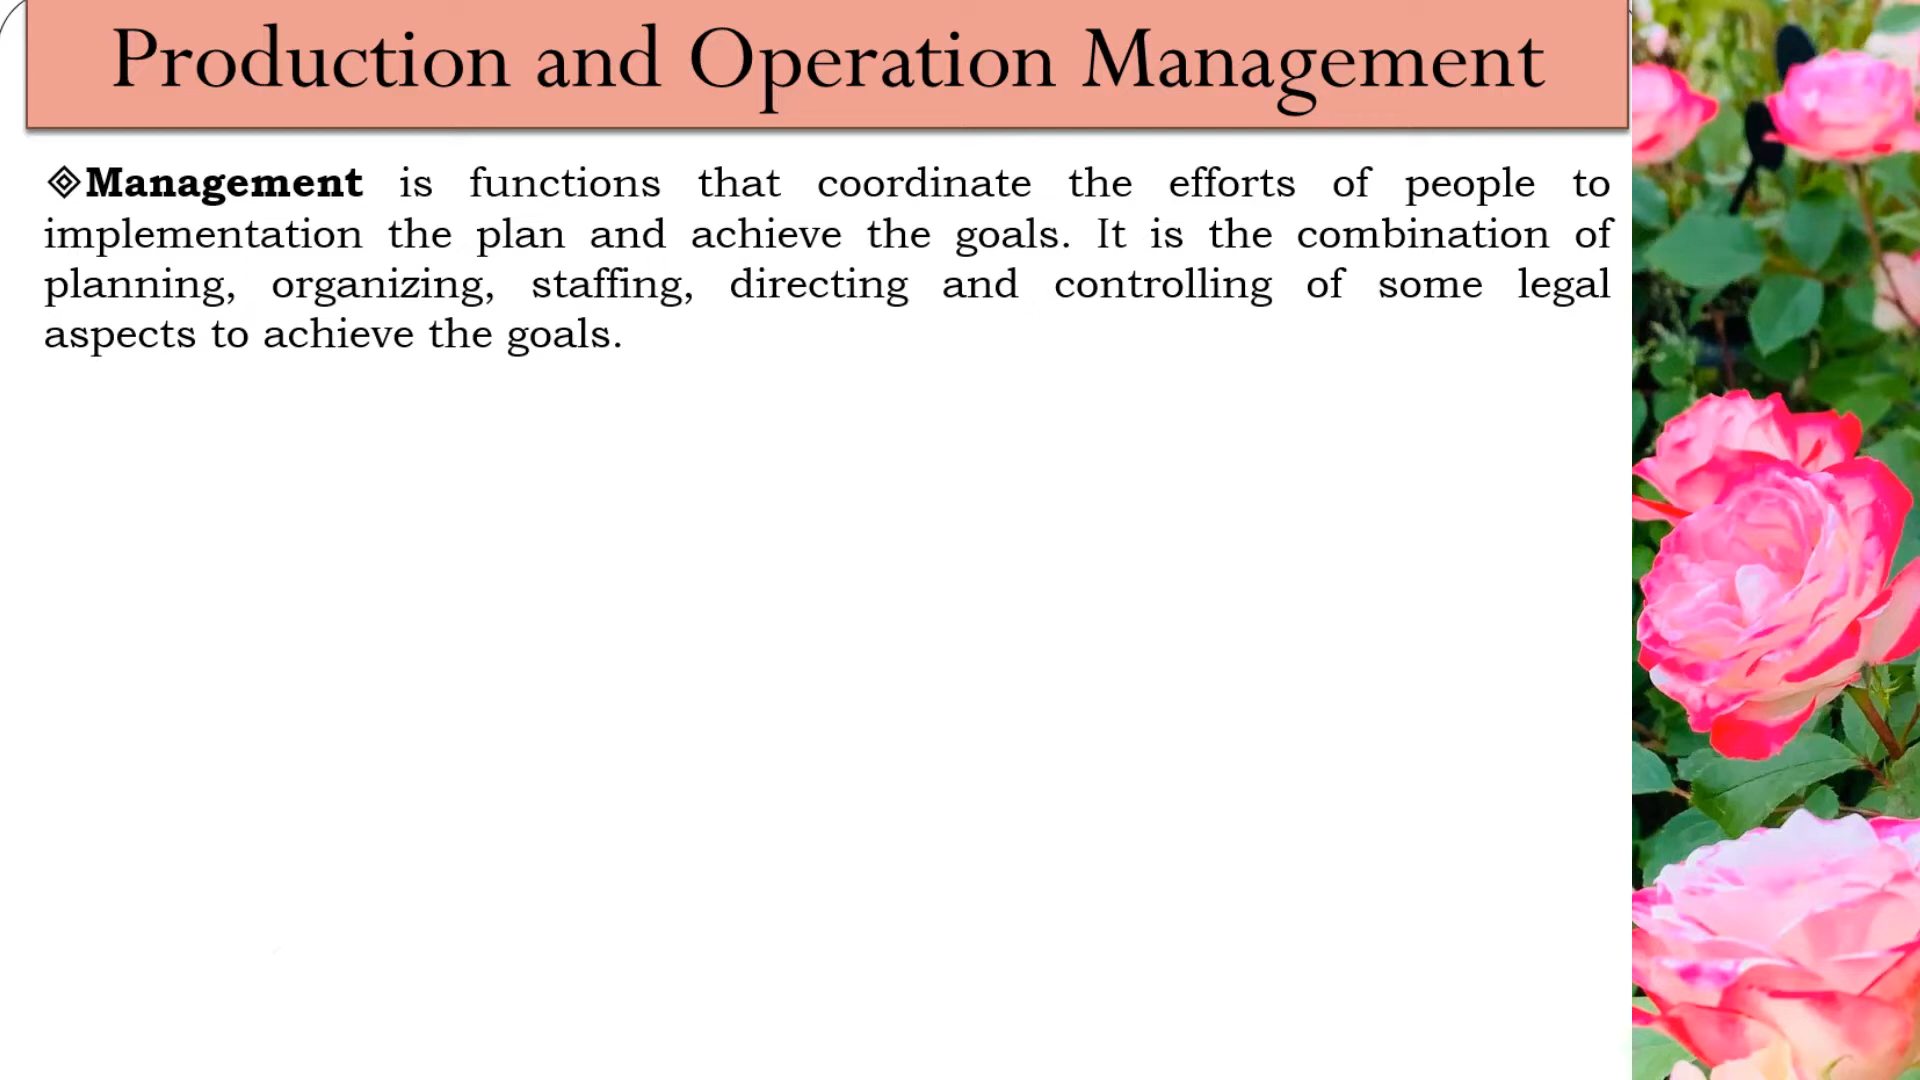 Production and Operation Management
Management is functions that coordinate the efforts of people to
implementation the plan and achieve the goals. It is the combination of
planning, organizing, staffing, directing and controlling of some legal
aspects to achieve the goals.